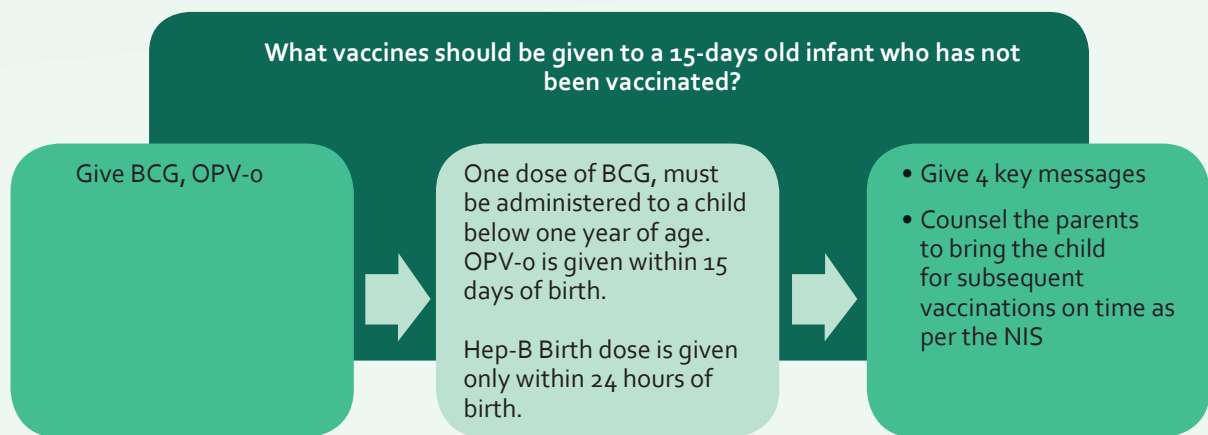 What vaccines should be given to a 15-days old infant who has not
been vaccinated?
Give BCG, OPV-0
One dose of BCG, must
be administered to a child
below one year of age.
OPV-0 is given within 15
days of birth.
Hep-B Birth dose is given
only within 24 hours of
birth.
• Give 4 key messages
• Counsel the parents
to bring the child
for subsequent
vaccinations on time as
per the NIS